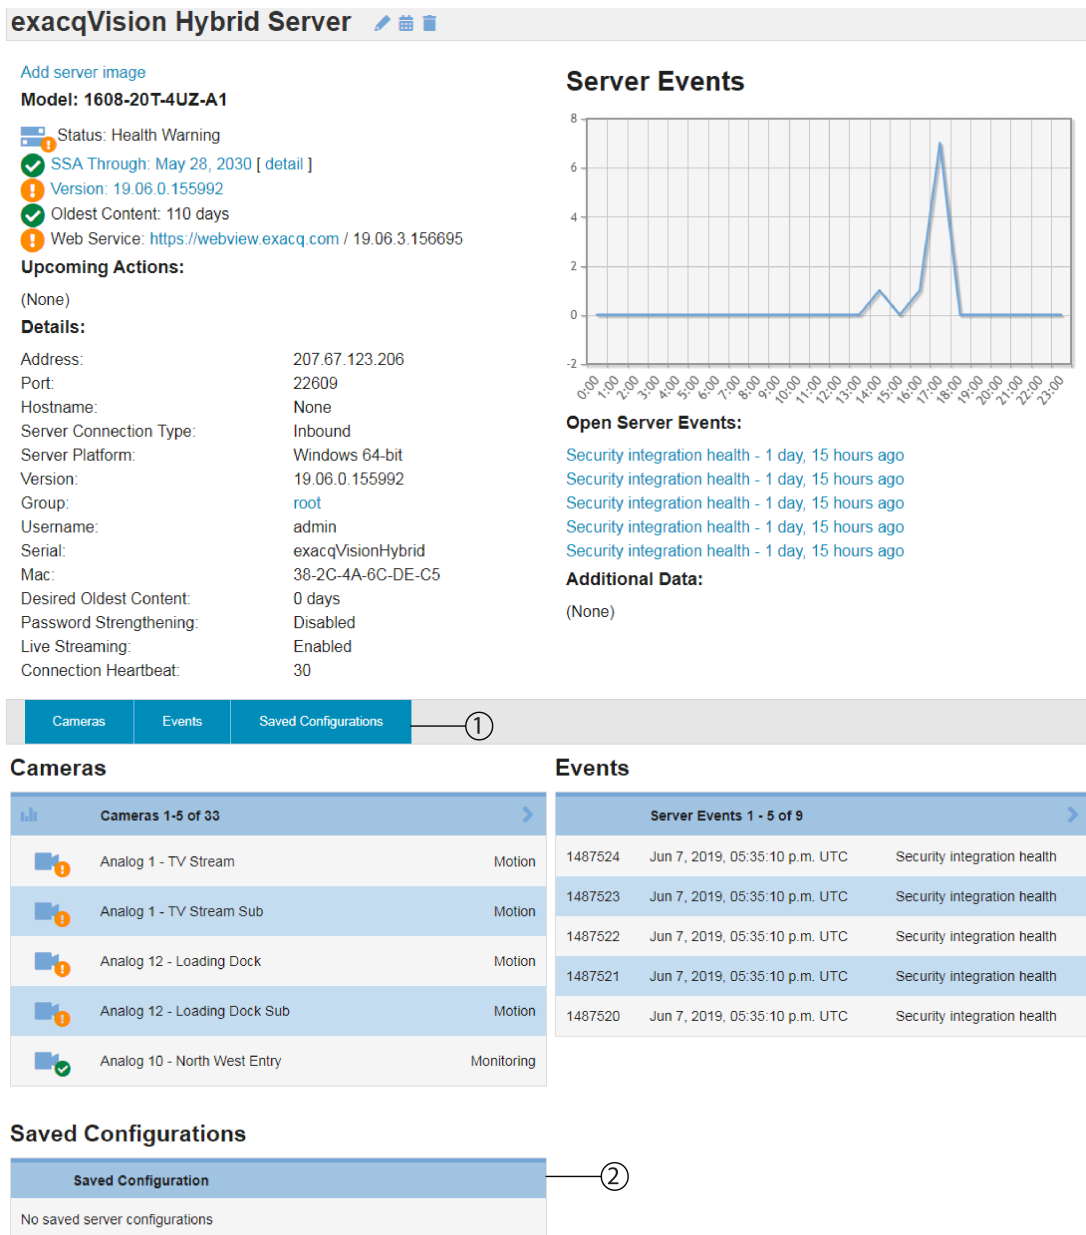 exacqVision Hybrid Server
Add server image
Model: 1608-20T-4UZ-A1
Status: Health Warning
SSA Through: May 28, 2030 [ detail ]
Version: 19.06.0.155992
Oldest Content: 110 days
Web Service: https://webview.exacq.com / 19.06.3.156695
Upcoming Actions:
(None)
Details:
Address: 207.67.123.206
Port: 22609
Hostname: None
Server Connection Type: Inbound
Server Platform: Windows 64-bit
Version: 19.06.0.155992
Group: root
Username: admin
Serial: exacqVisionHybrid
Mac: 38-2C-4A-6C-DE-C5
Desired Oldest Content: 0 days
Password Strengthening: Disabled
Live Streaming: Enabled
Connection Heartbeat: 30
Server Events
8
6
4
2
0
-2
0:00 1:00 2:00 3:00 4:00 5:00 6:00 7:00 8:00 9:00 10:00 11:00 12:00 13:00 14:00 15:00 16:00 17:00 18:00 19:00 20:00 21:00 22:00 23:00
Open Server Events:
Security integration health - 1 day, 15 hours ago
Security integration health - 1 day, 15 hours ago
Security integration health - 1 day, 15 hours ago
Security integration health - 1 day, 15 hours ago
Security integration health - 1 day, 15 hours ago
Additional Data:
(None)
Cameras Events Saved Configurations 1
Cameras
Cameras 1-5 of 33
Analog 1 - TV Stream Motion
Analog 1 - TV Stream Sub Motion
Analog 12 - Loading Dock Motion
Analog 12 - Loading Dock Sub Motion
Analog 10 - North West Entry Monitoring
Events
Server Events 1 - 5 of 9
1487524 Jun 7, 2019, 05:35:10 p.m. UTC Security integration health
1487523 Jun 7, 2019, 05:35:10 p.m. UTC Security integration health
1487522 Jun 7, 2019, 05:35:10 p.m. UTC Security integration health
1487521 Jun 7, 2019, 05:35:10 p.m. UTC Security integration health
1487520 Jun 7, 2019, 05:35:10 p.m. UTC Security integration health
Saved Configurations
Saved Configuration 2
No saved server configurations